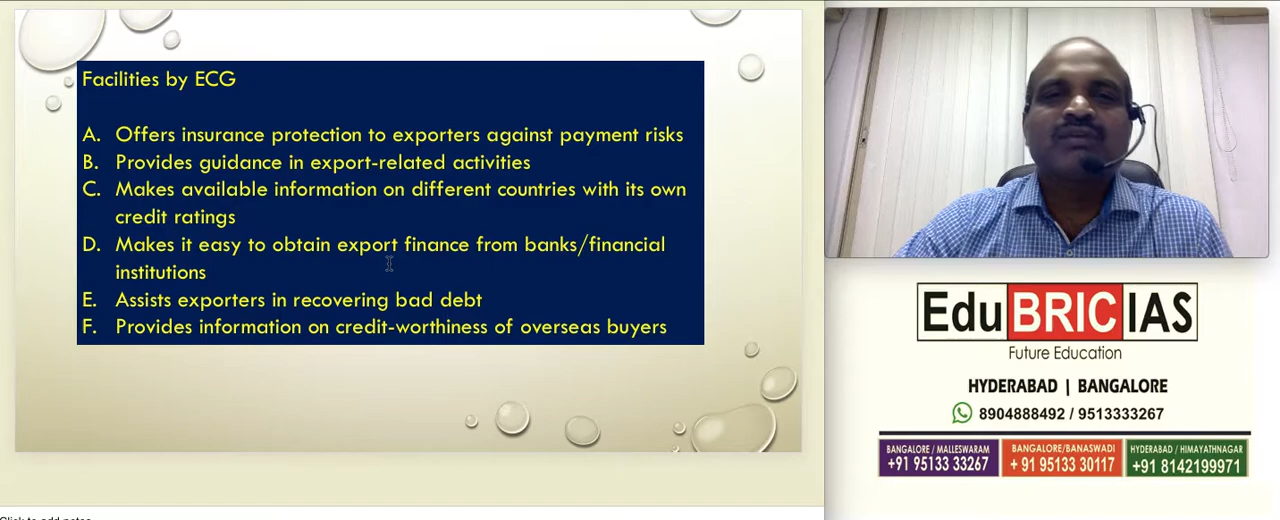 Facilities by ECG
A. Offers insurance protection to exporters against payment risks
B. Provides guidance in export-related activities
C. Makes available information on different countries with its own
credit ratings
D. Makes it easy to obtain export finance from banks/financial
institutions
E. Assists exporters in recovering bad debt
F. Provides information on credit-worthiness of overseas buyers
EduBRICIAS
Future Education
HYDERABAD | BANGALORE
8904888492 / 9513333267
BANGALORE / MALLESWARAM
+91 95133 33267
BANGALORE/BANASWADI
+ 91 95133 30117
HYDERABAD / HIMAYATHNAGAR
+91 8142199971